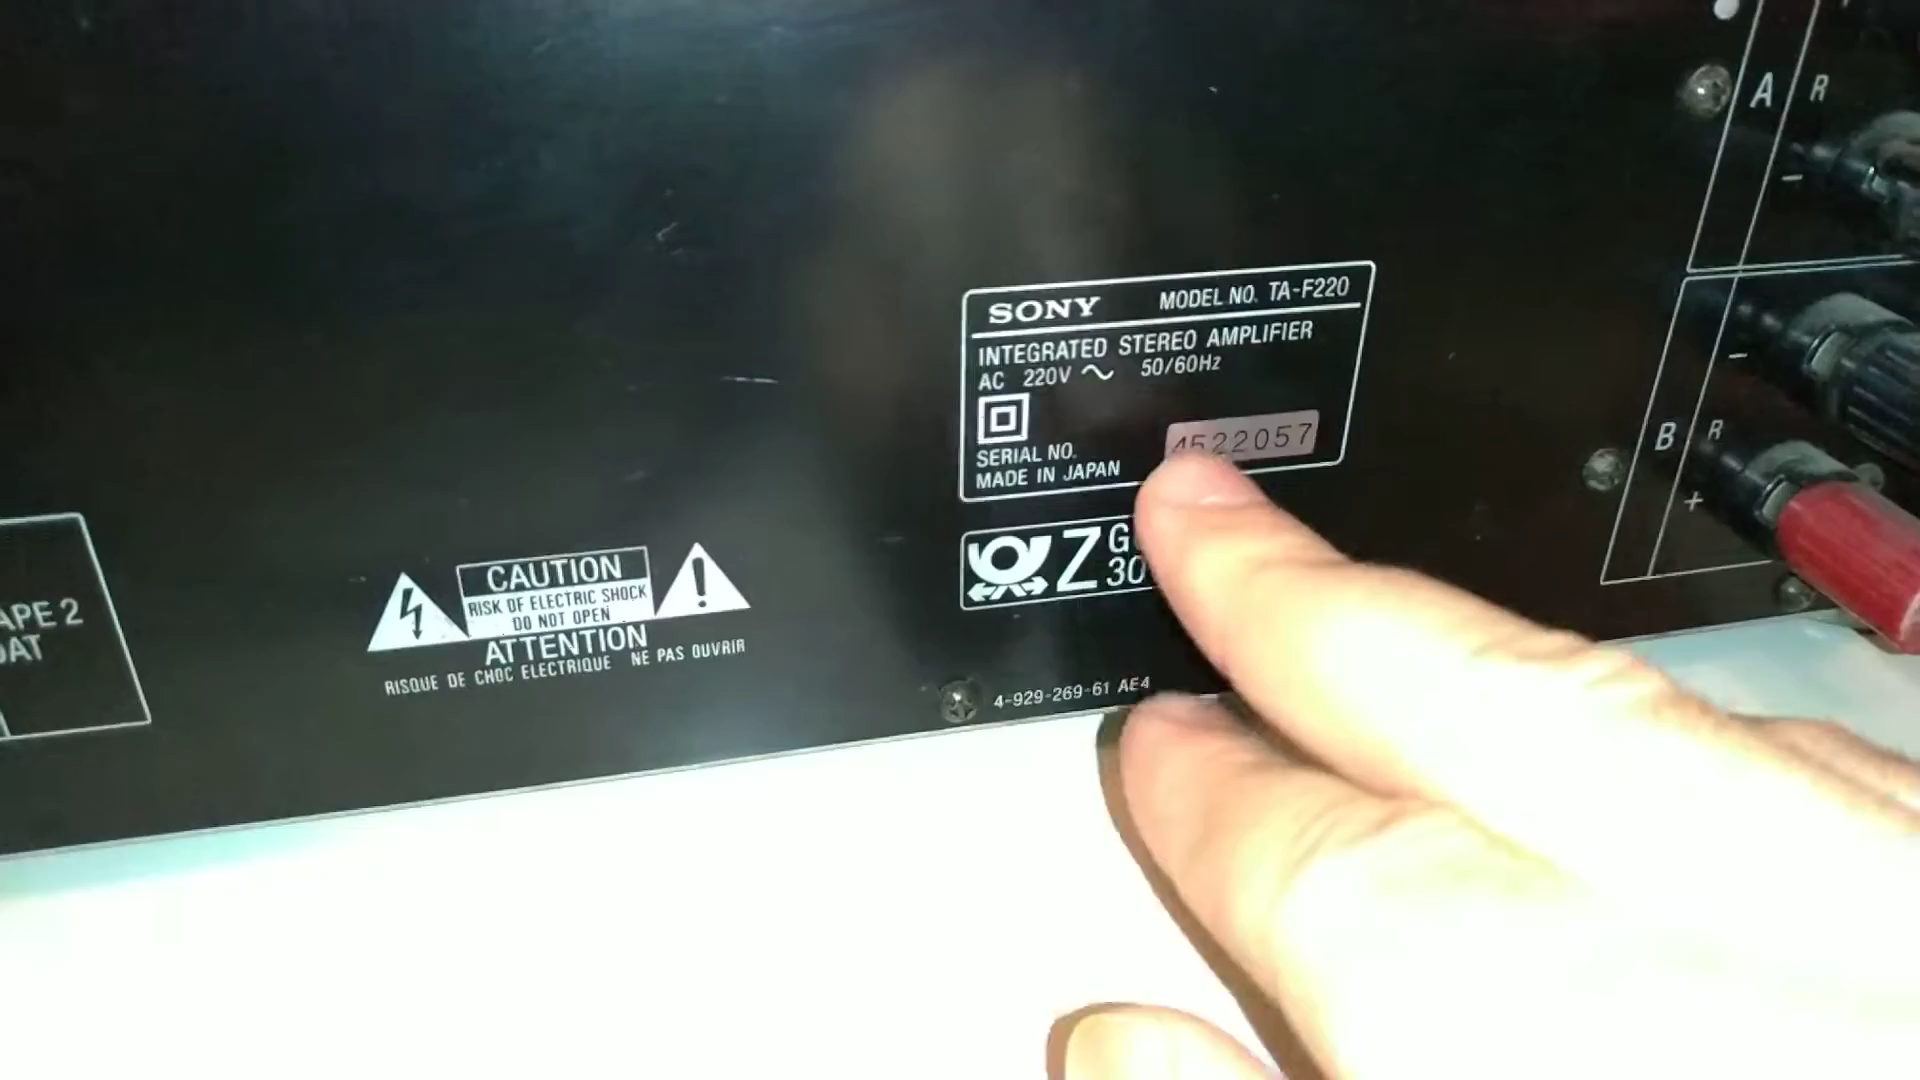 A R
−
SONY MODEL NO. TA-F220
INTEGRATED STEREO AMPLIFIER
AC 220V ~ 50/60Hz
SERIAL NO. 4522057
MADE IN JAPAN
−
B R
+
Z
30
APE 2
CAUTION
RISK OF ELECTRIC SHOCK
DO NOT OPEN
ATTENTION
RISQUE DE CHOC ELECTRIQUE NE PAS OUVRIR
4-929-269-61 AE4